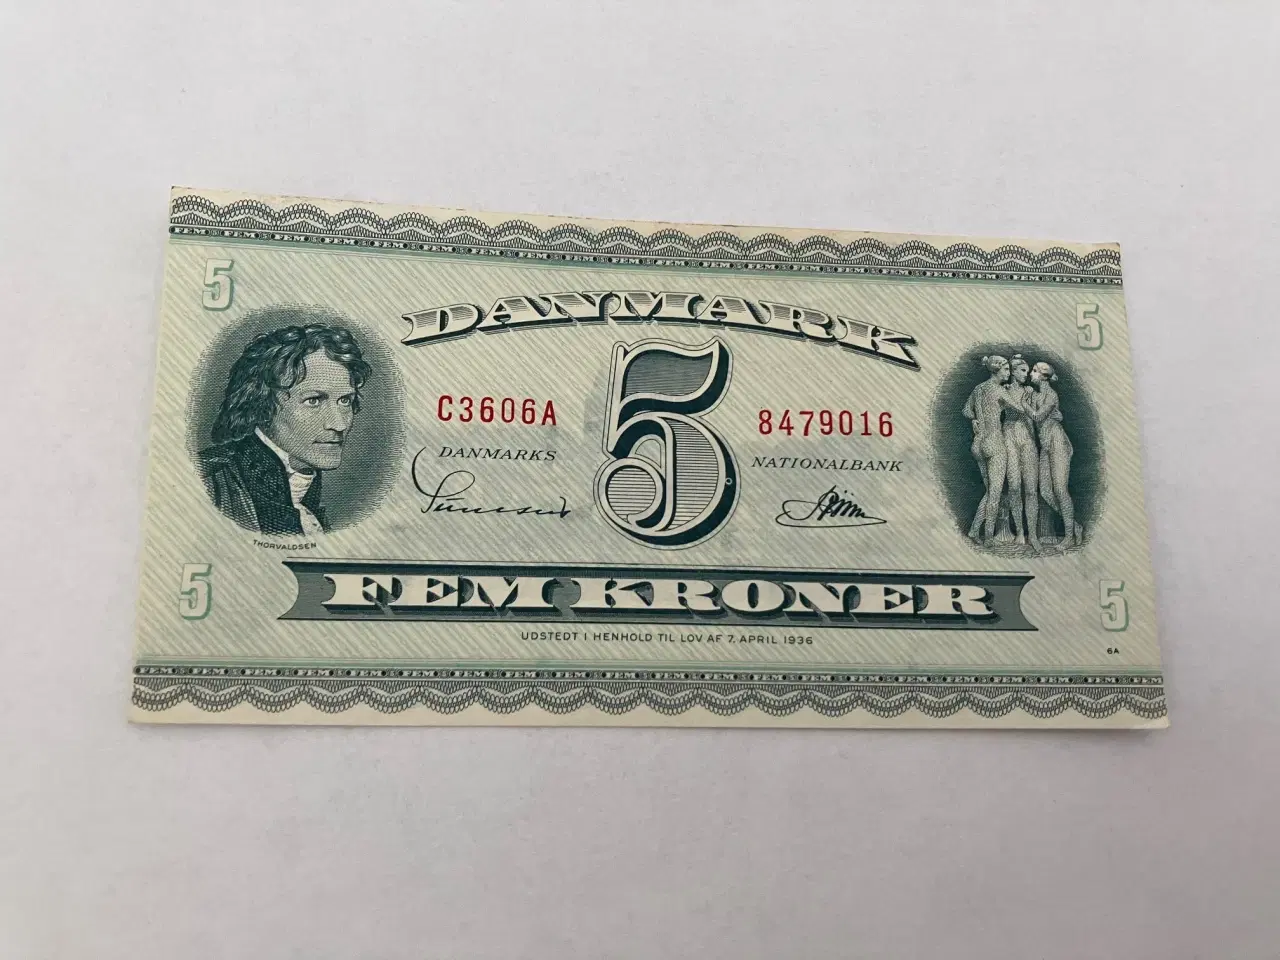 5 5
DANMARK
5
C3606A 8479016
DANMARKS NATIONALBANK
THORVALDSEN
5 FEM KRONER 5
UDSTEDT I HENHOLD TIL LOV AF 7. APRIL 1936
6A